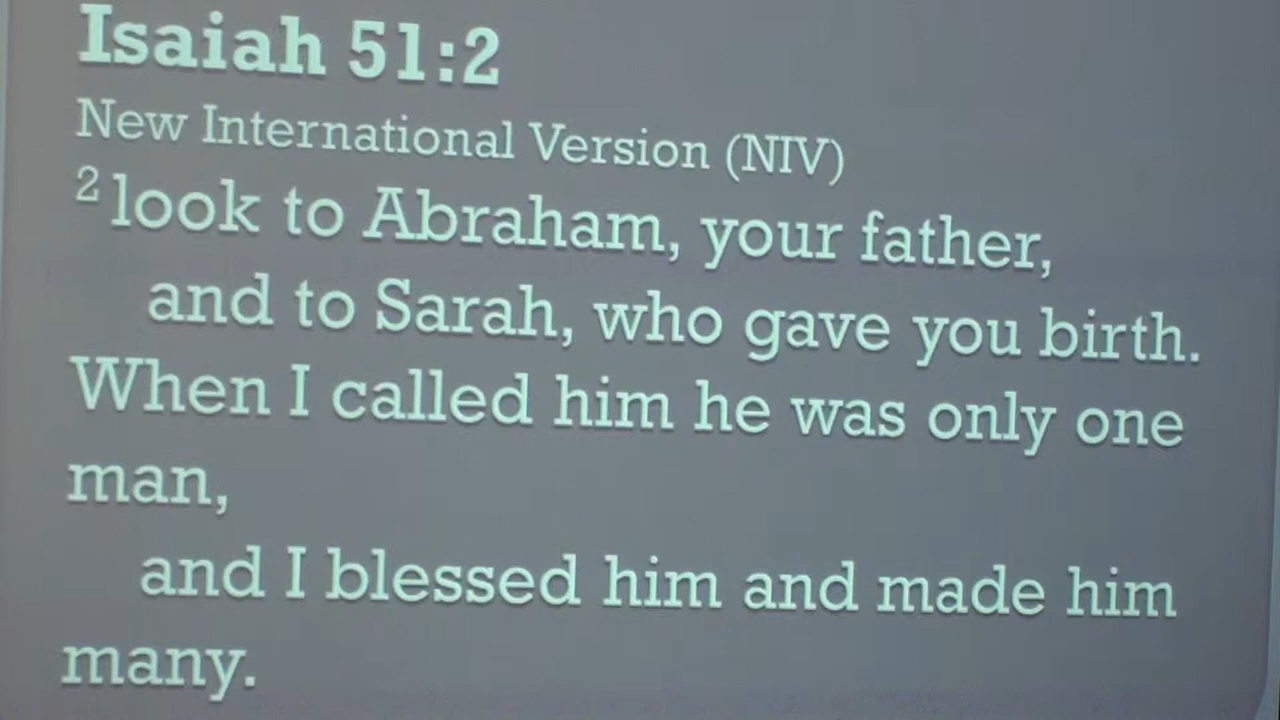 Isaiah 51:2
New International Version (NIV)
2 look to Abraham, your father,
and to Sarah, who gave you birth.
When I called him he was only one
man,
and I blessed him and made him
many.